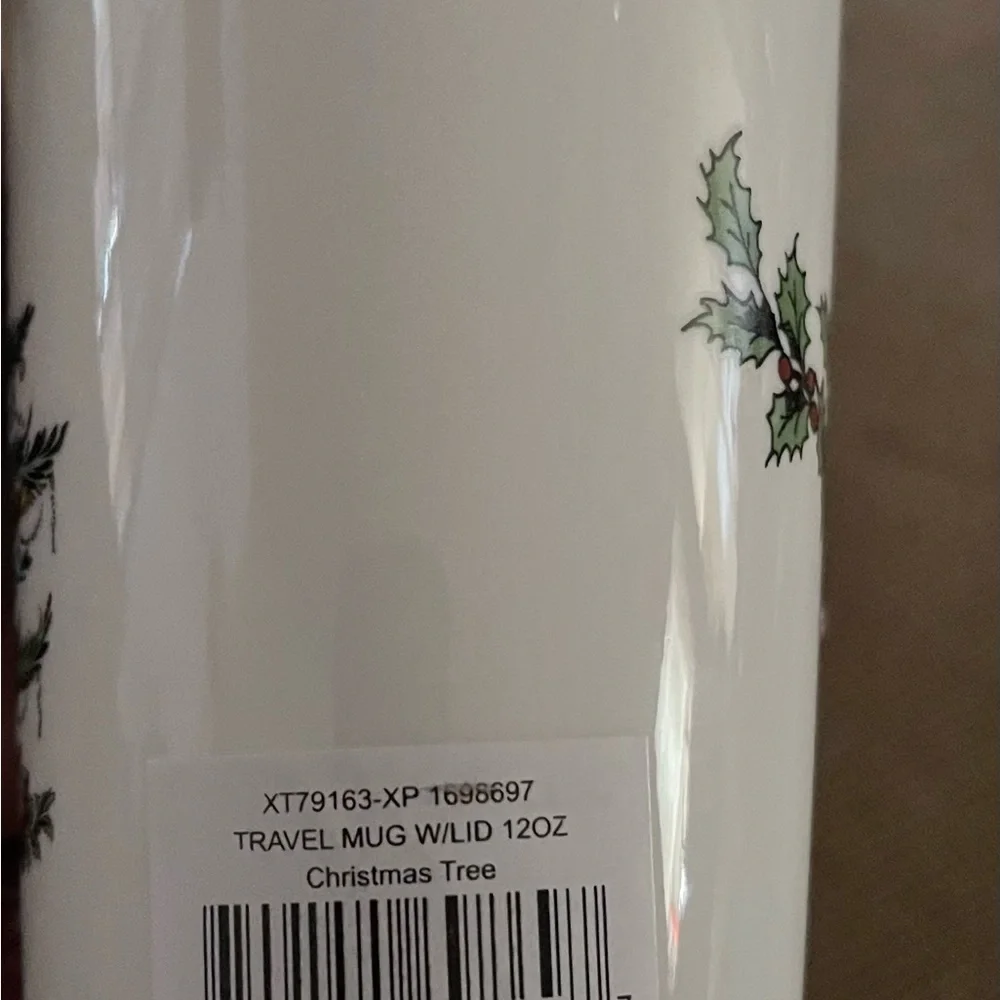 XT79163-XP 1698697
TRAVEL MUG W/LID 12OZ
Christmas Tree